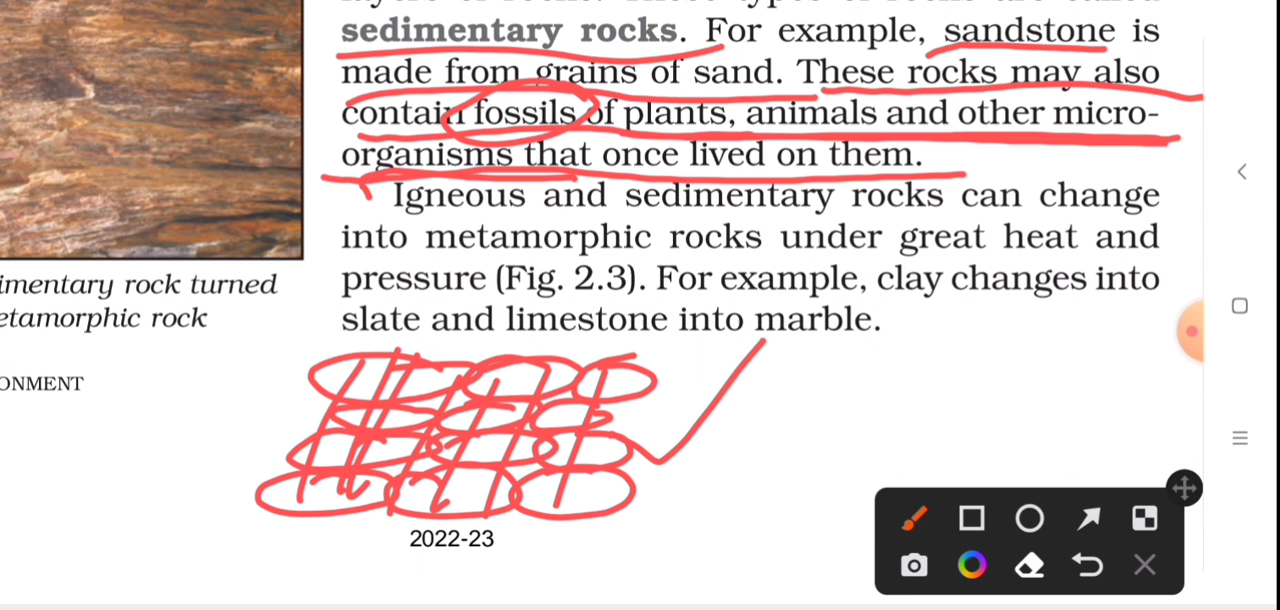 sedimentary rocks. For example, sandstone is
made from grains of sand. These rocks may also
contain fossils of plants, animals and other micro-
organisms that once lived on them.
Igneous and sedimentary rocks can change
into metamorphic rocks under great heat and
pressure (Fig. 2.3). For example, clay changes into
slate and limestone into marble.
imentary rock turned
etamorphic rock
ONMENT
2022-23